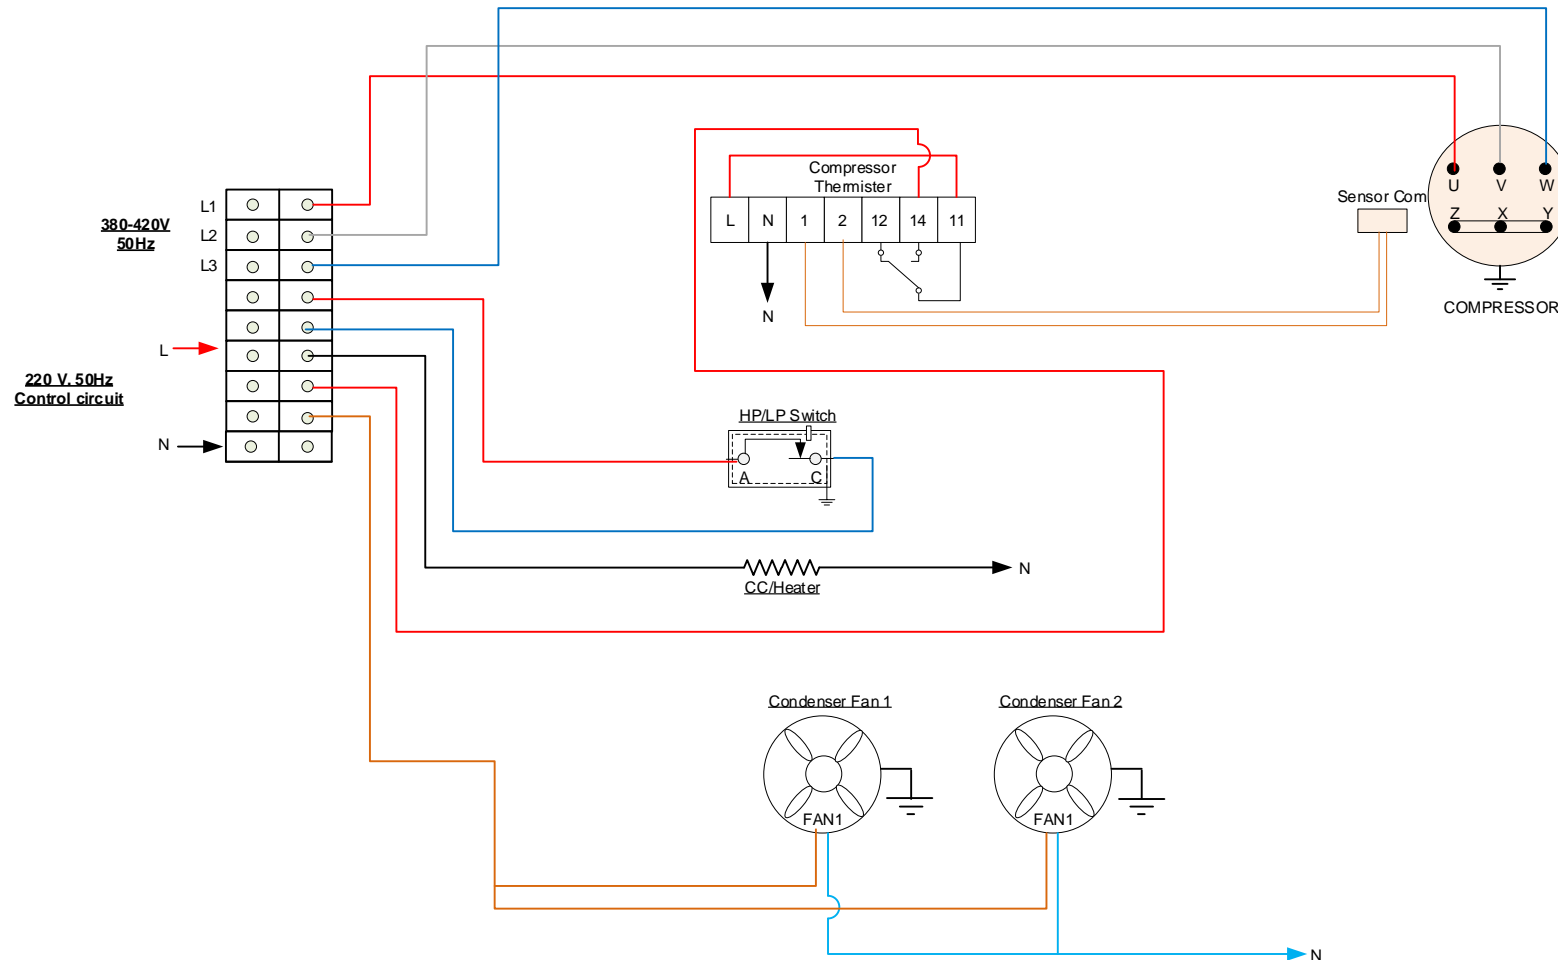 L1
380-420V
50Hz
L2
L3
L
220 V. 50Hz
Control circuit
N
Compressor
Thermister
L N 1 2 12 14 11
N
Sensor Com
U V W
Z X Y
COMPRESSOR
HP/LP Switch
A C
CC/Heater
N
Condenser Fan 1
Condenser Fan 2
FAN1
FAN1
N